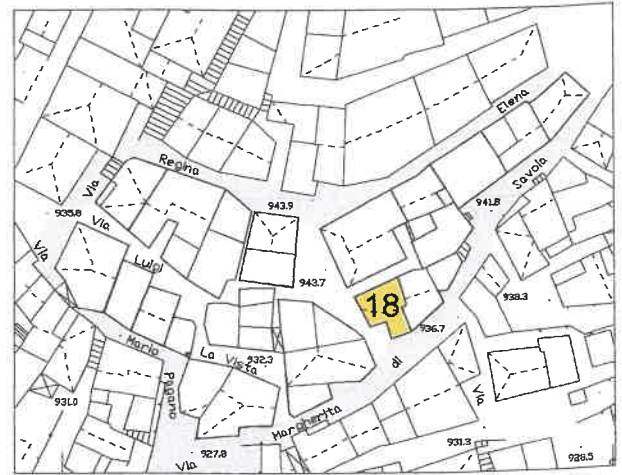 Elena
Regina
Savoia
Via
943.9
941.8
935.8
Via
Via
Luigi
943.7
938.3
18
936.7
Mario
La Vista
932.3
di
Via
Pagano
931.0
Margherita
931.3
927.8
Via
928.5